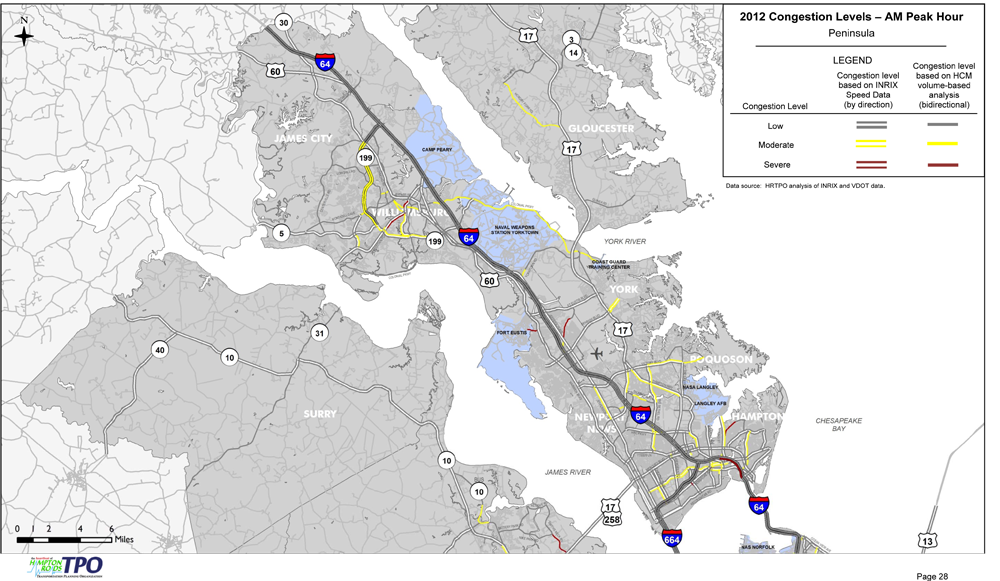 2012 Congestion Levels – AM Peak Hour
Peninsula
LEGEND
Congestion Level
Congestion level
based on INRIX
Speed Data
(by direction)
Congestion level
based on HCM
volume-based
analysis
(bidirectional)
Low
Moderate
Severe
Data source: HRTPO analysis of INRIX and VDOT data.
N
30
17
3
14
64
60
JAMES CITY
GLOUCESTER
17
CAMP PEARY
199
WILLIAMSBURG
5
199
64
NAVAL WEAPONS
STATION YORKTOWN
YORK RIVER
COAST GUARD
TRAINING CENTER
60
YORK
17
FORT EUSTIS
31
40
10
POQUOSON
NASA LANGLEY
LANGLEY AFB
SURRY
NEWPORT
NEWS
64
HAMPTON
CHESAPEAKE
BAY
10
JAMES RIVER
10
17
258
64
664
13
NAS NORFOLK
0 1 2 4 6
Miles
HAMPTON
ROADS
TPO
TRANSPORTATION PLANNING ORGANIZATION
Page 28